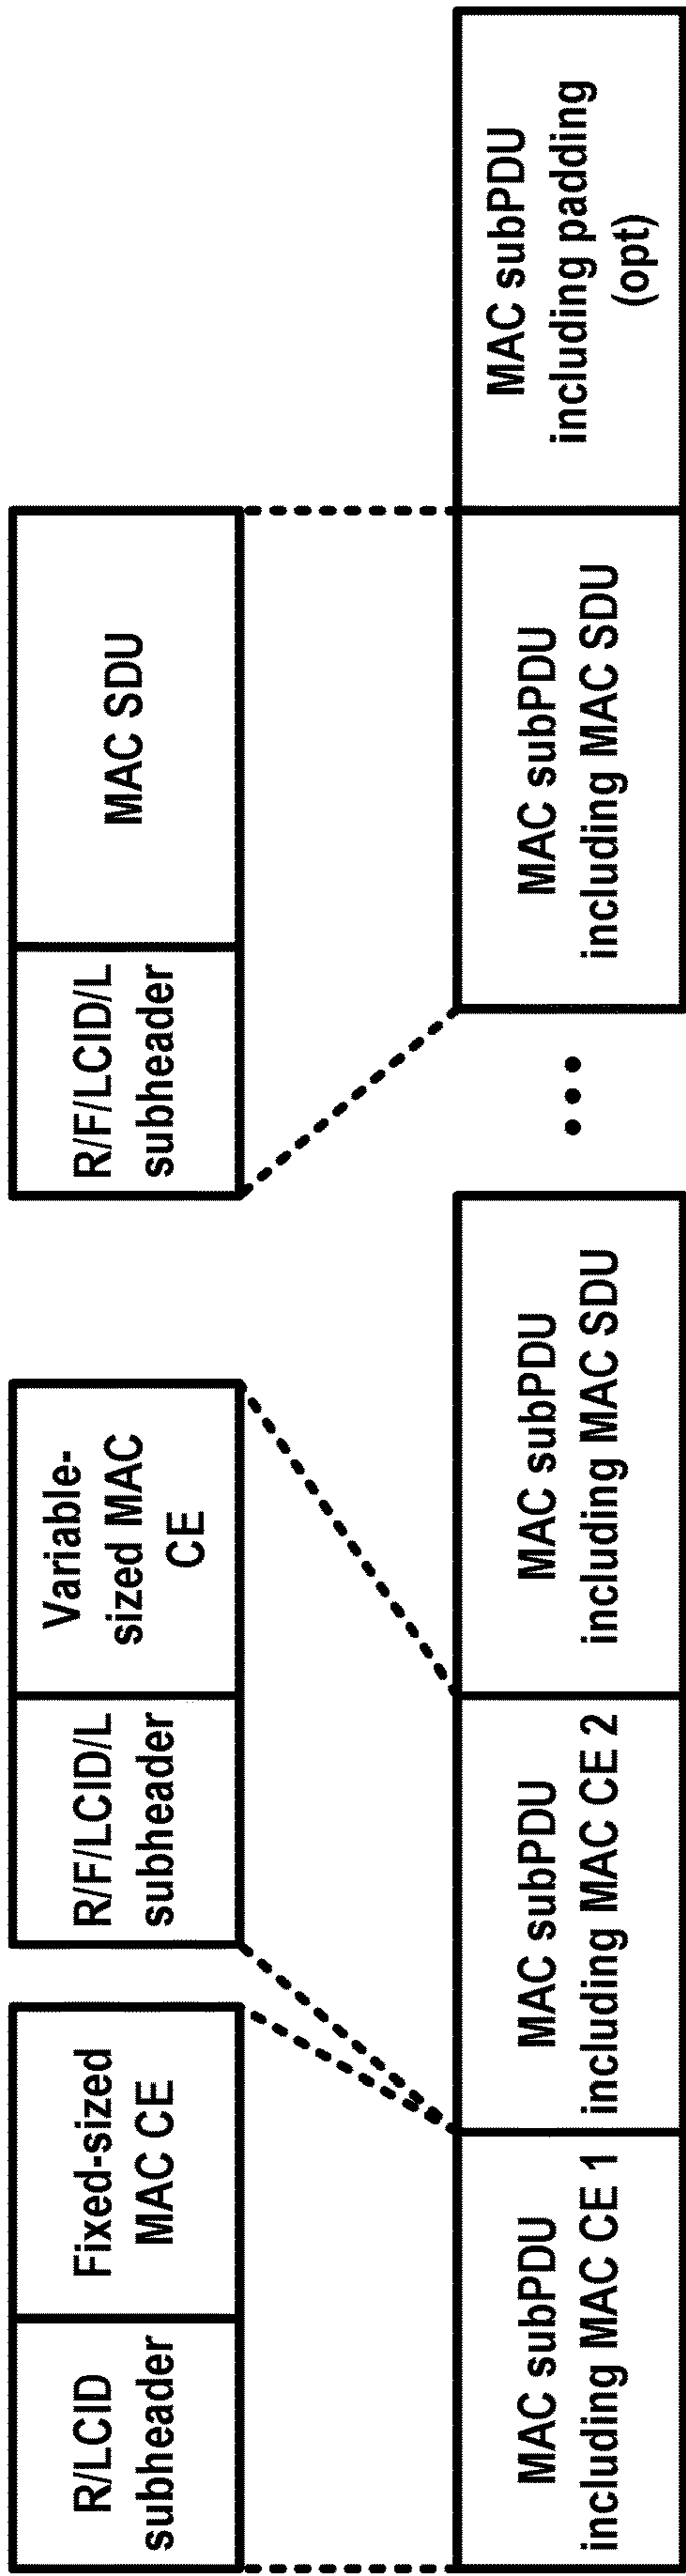 R/LCID
subheader
Fixed-sized
MAC CE
R/F/LCID/L
subheader
Variable-
sized MAC
CE
R/F/LCID/L
subheader
MAC SDU
MAC subPDU
including MAC CE 1
MAC subPDU
including MAC CE 2
MAC subPDU
including MAC SDU
...
MAC subPDU
including MAC SDU
MAC subPDU
including padding
(opt)